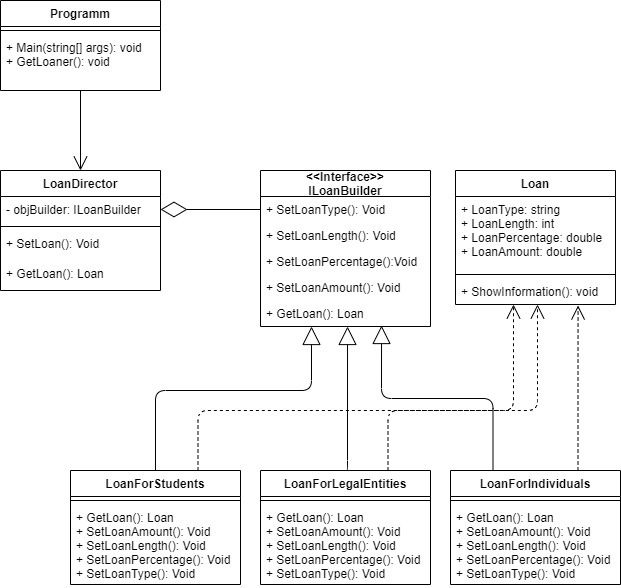 Programm
+ Main(string[] args): void
+ GetLoaner(): void
LoanDirector
- objBuilder: ILoanBuilder
+ SetLoan(): Void
+ GetLoan(): Loan
<<Interface>>
ILoanBuilder
+ SetLoanType(): Void
+ SetLoanLength(): Void
+ SetLoanPercentage():Void
+ SetLoanAmount(): Void
+ GetLoan(): Loan
Loan
+ LoanType: string
+ LoanLength: int
+ LoanPercentage: double
+ LoanAmount: double
+ ShowInformation(): void
LoanForStudents
+ GetLoan(): Loan
+ SetLoanAmount(): Void
+ SetLoanLength(): Void
+ SetLoanPercentage(): Void
+ SetLoanType(): Void
LoanForLegalEntities
+ GetLoan(): Loan
+ SetLoanAmount(): Void
+ SetLoanLength(): Void
+ SetLoanPercentage(): Void
+ SetLoanType(): Void
LoanForIndividuals
+ GetLoan(): Loan
+ SetLoanAmount(): Void
+ SetLoanLength(): Void
+ SetLoanPercentage(): Void
+ SetLoanType(): Void